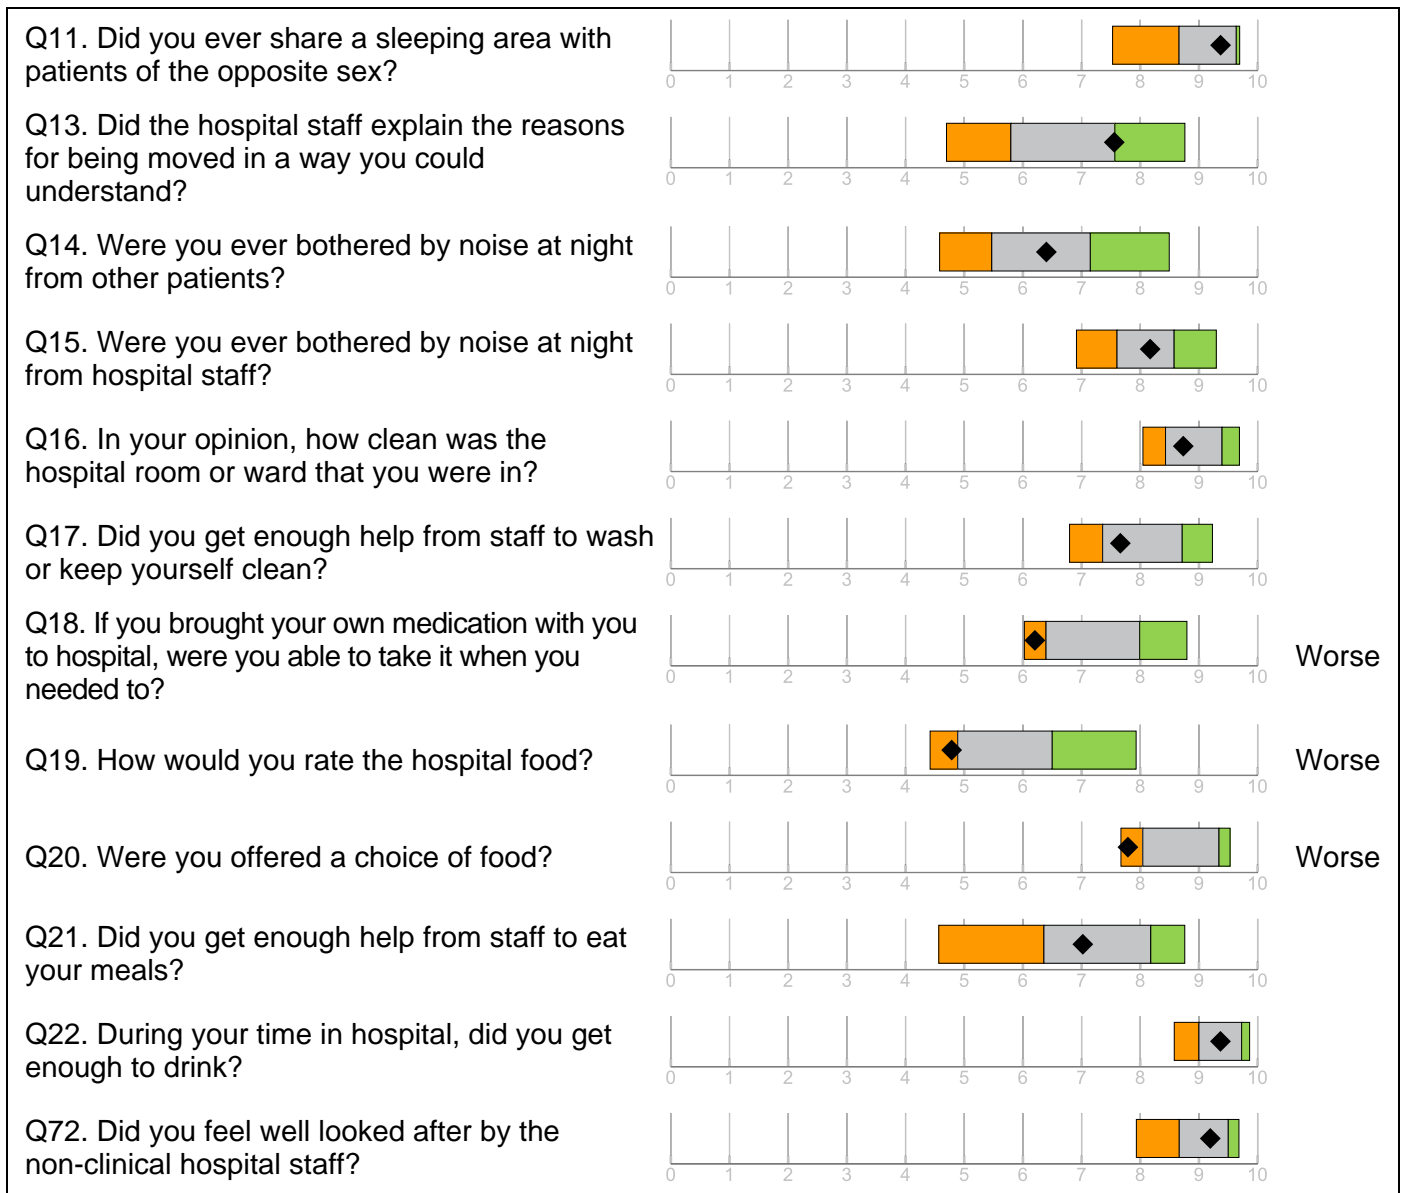 Q11. Did you ever share a sleeping area with
patients of the opposite sex?
0 1 2 3 4 5 6 7 8 9 10
Q13. Did the hospital staff explain the reasons
for being moved in a way you could
understand?
0 1 2 3 4 5 6 7 8 9 10
Q14. Were you ever bothered by noise at night
from other patients?
0 1 2 3 4 5 6 7 8 9 10
Q15. Were you ever bothered by noise at night
from hospital staff?
0 1 2 3 4 5 6 7 8 9 10
Q16. In your opinion, how clean was the
hospital room or ward that you were in?
0 1 2 3 4 5 6 7 8 9 10
Q17. Did you get enough help from staff to wash
or keep yourself clean?
0 1 2 3 4 5 6 7 8 9 10
Q18. If you brought your own medication with you
to hospital, were you able to take it when you
needed to?
0 1 2 3 4 5 6 7 8 9 10
Worse
Q19. How would you rate the hospital food?
0 1 2 3 4 5 6 7 8 9 10
Worse
Q20. Were you offered a choice of food?
0 1 2 3 4 5 6 7 8 9 10
Worse
Q21. Did you get enough help from staff to eat
your meals?
0 1 2 3 4 5 6 7 8 9 10
Q22. During your time in hospital, did you get
enough to drink?
0 1 2 3 4 5 6 7 8 9 10
Q72. Did you feel well looked after by the
non-clinical hospital staff?
0 1 2 3 4 5 6 7 8 9 10